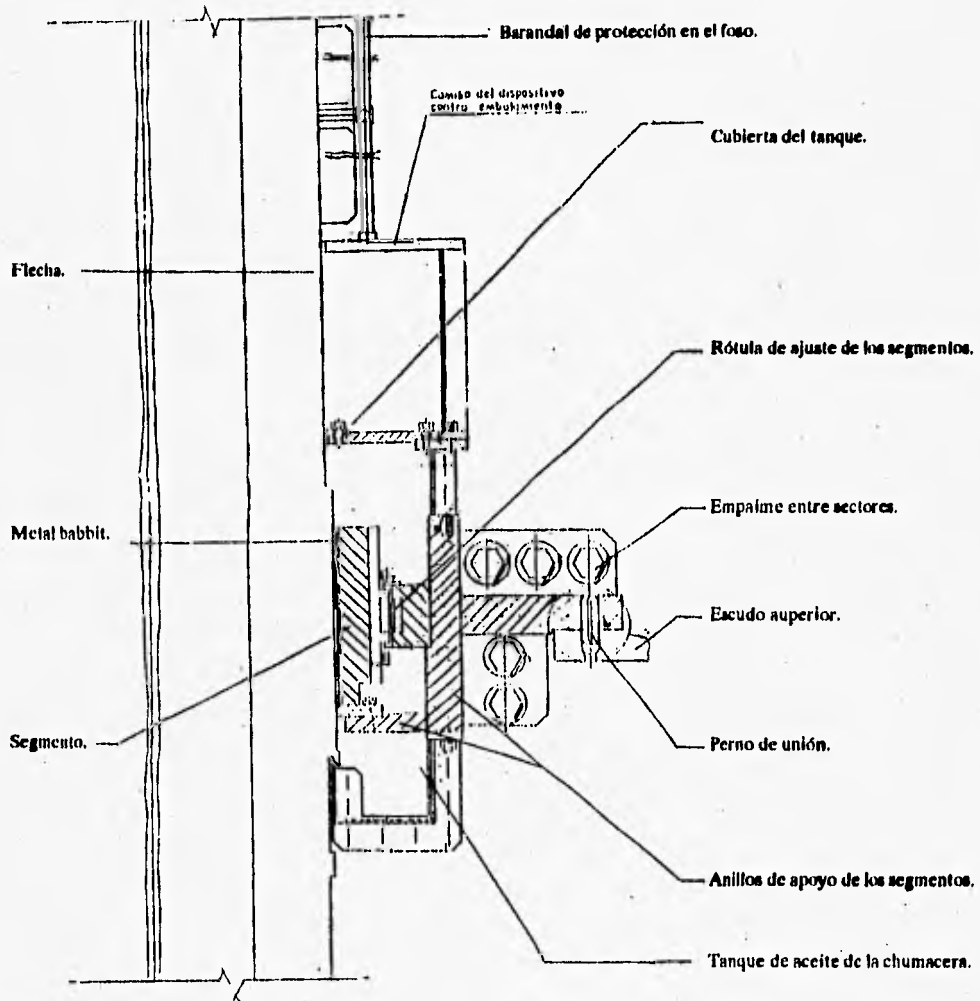 Barandal de protección en el foso.
Camisa del dispositivo
contra embalamiento
Cubierta del tanque.
Flecha.
Rótula de ajuste de los segmentos.
Metal babbit.
Empalme entre sectores.
Escudo auperior.
Segmento.
Perno de unión.
Anillos de apoyo de los segmentos.
Tanque de aceite de la chumacera.